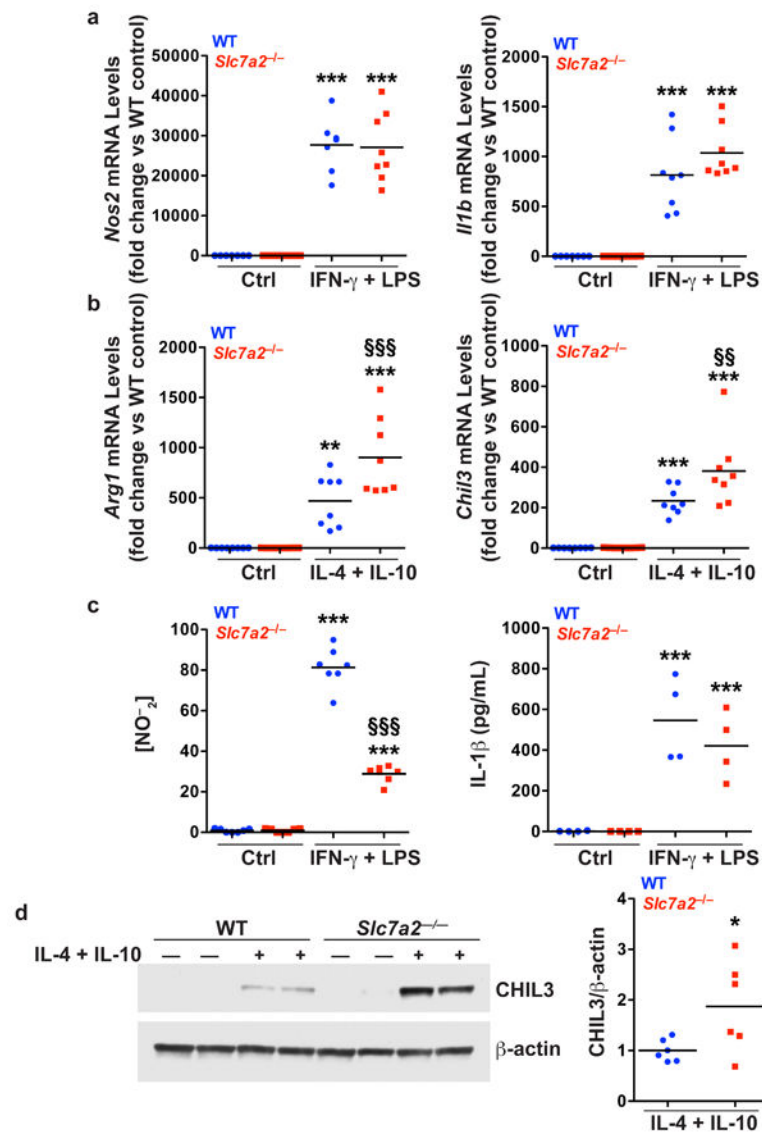 a
WT
Slc7a2–/–
Nos2 mRNA Levels
(fold change vs WT control)
50000
40000
30000
20000
10000
0
*** ***
Ctrl IFN-γ + LPS
WT
Slc7a2–/–
Il1b mRNA Levels
(fold change vs WT control)
2000
1500
1000
500
0
*** ***
Ctrl IFN-γ + LPS
b
WT
Slc7a2–/–
Arg1 mRNA Levels
(fold change vs WT control)
2000
1500
1000
500
0
**
§§§
***
Ctrl IL-4 + IL-10
WT
Slc7a2–/–
Chil3 mRNA Levels
(fold change vs WT control)
1000
800
600
400
200
0
***
§§
***
Ctrl IL-4 + IL-10
c
WT
Slc7a2–/–
[NO–2]
100
80
60
40
20
0
***
§§§
***
Ctrl IFN-γ + LPS
WT
Slc7a2–/–
IL-1β (pg/mL)
1000
800
600
400
200
0
*** ***
Ctrl IFN-γ + LPS
d
WT Slc7a2–/–
IL-4 + IL-10 — — + + — — + +
CHIL3
β-actin
WT
Slc7a2–/–
CHIL3/β-actin
4
3
2
1
0
*
IL-4 + IL-10